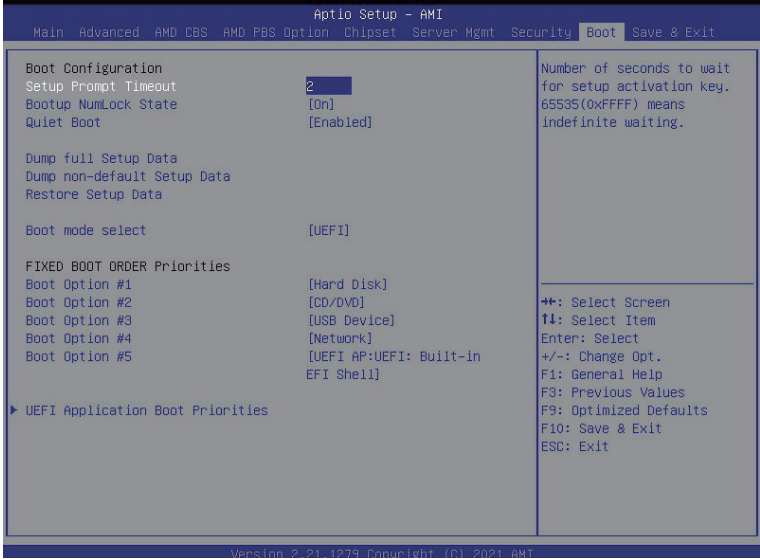 Aptio Setup – AMI
Main Advanced AMD CBS AMD PBS Option Chipset Server Mgmt Security Boot Save & Exit
Boot Configuration
Setup Prompt Timeout 2
Bootup NumLock State [On]
Quiet Boot [Enabled]
Dump full Setup Data
Dump non-default Setup Data
Restore Setup Data
Boot mode select [UEFI]
FIXED BOOT ORDER Priorities
Boot Option #1 [Hard Disk]
Boot Option #2 [CD/DVD]
Boot Option #3 [USB Device]
Boot Option #4 [Network]
Boot Option #5 [UEFI AP:UEFI: Built-in
EFI Shell]
UEFI Application Boot Priorities
Number of seconds to wait
for setup activation key.
65535(0xFFFF) means
indefinite waiting.
→←: Select Screen
↑↓: Select Item
Enter: Select
+/-: Change Opt.
F1: General Help
F3: Previous Values
F9: Optimized Defaults
F10: Save & Exit
ESC: Exit
Version 2.21.1279 Copyright (C) 2021 AMI